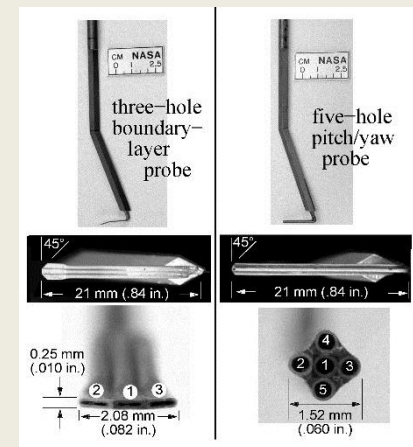 CM NASA
0 1 2.5
three-hole
boundary-
layer
probe
45°
21 mm (.84 in.)
0.25 mm
(.010 in.)
2 1 3
2.08 mm
(.082 in.)
CM NASA
0 1 2.5
five-hole
pitch/yaw
probe
45°
21 mm (.84 in.)
4
2 1 3
5
1.52 mm
(.060 in.)